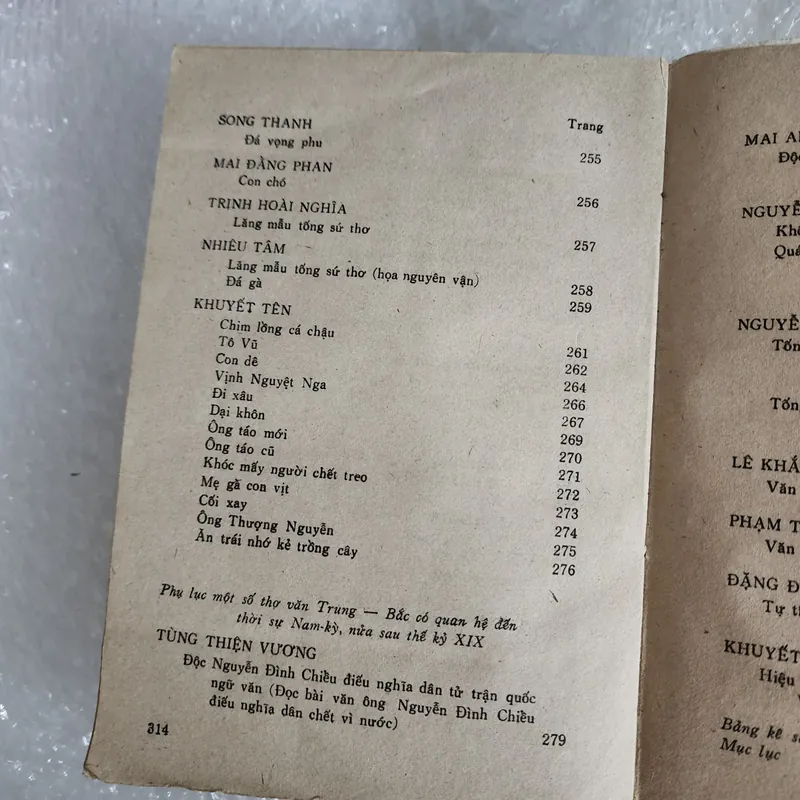 SONG THANH Trang
Đá vọng phu 255
MAI ĐẰNG PHAN
Con chó 256
TRỊNH HOÀI NGHĨA
Lăng mẫu tống sứ thơ 257
NHIÊU TÂM
Lăng mẫu tống sứ thơ (họa nguyên vận) 258
Đá gà 259
KHUYẾT TÊN
Chim lồng cá chậu 261
Tô Vũ 262
Con dê 264
Vịnh Nguyệt Nga 266
Đi xâu 267
Dại khôn 269
Ông táo mới 270
Ông táo cũ 271
Khóc mấy người chết treo 272
Mẹ gà con vịt 273
Cối xay 274
Ông Thượng Nguyễn 275
Ăn trái nhớ kẻ trồng cây 276
Phụ lục một số thơ văn Trung — Bắc có quan hệ đến
thời sự Nam-kỳ, nửa sau thế kỷ XIX
TÙNG THIỆN VƯƠNG
Độc Nguyễn Đình Chiểu điếu nghĩa dân tử trận quốc
ngữ văn (Đọc bài văn ông Nguyễn Đình Chiểu
điếu nghĩa dân chết vì nước) 279
314
MAI
NGUYỄ
Khô
Quá
NGUYỄ
Tốn
Tốn
LÊ KHẮ
Văn
PHẠM T
Văn
ĐẶNG Đ
Tự t
KHUYẾT
Hiệu
Bảng kê
Mục lục